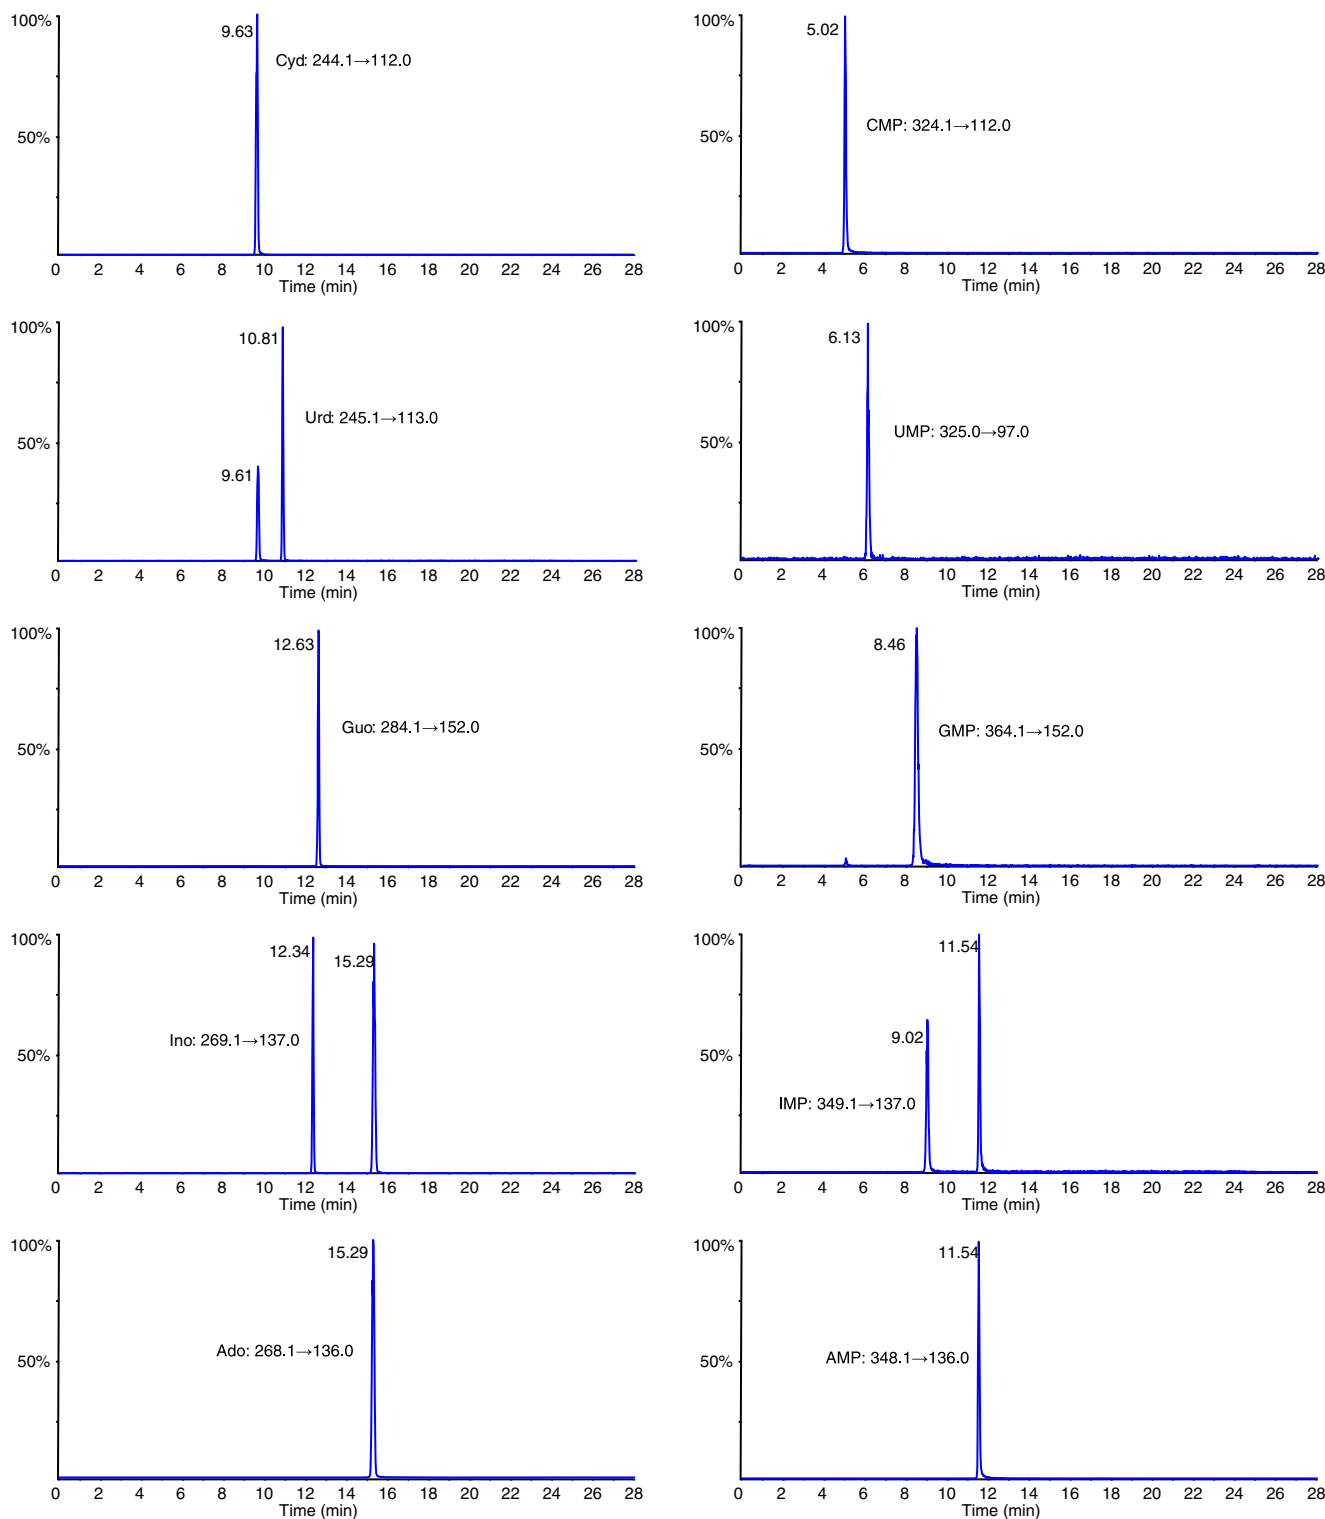 100%
9.63
Cyd: 244.1→112.0
50%
0 2 4 6 8 10 12 14 16 18 20 22 24 26 28
Time (min)
100%
5.02
CMP: 324.1→112.0
50%
0 2 4 6 8 10 12 14 16 18 20 22 24 26 28
Time (min)
100%
10.81
Urd: 245.1→113.0
50%
9.61
0 2 4 6 8 10 12 14 16 18 20 22 24 26 28
Time (min)
100%
6.13
UMP: 325.0→97.0
50%
0 2 4 6 8 10 12 14 16 18 20 22 24 26 28
Time (min)
100%
12.63
Guo: 284.1→152.0
50%
0 2 4 6 8 10 12 14 16 18 20 22 24 26 28
Time (min)
100%
8.46
GMP: 364.1→152.0
50%
0 2 4 6 8 10 12 14 16 18 20 22 24 26 28
Time (min)
100%
12.34
15.29
Ino: 269.1→137.0
50%
0 2 4 6 8 10 12 14 16 18 20 22 24 26 28
Time (min)
100%
11.54
9.02
50%
IMP: 349.1→137.0
0 2 4 6 8 10 12 14 16 18 20 22 24 26 28
Time (min)
100%
15.29
Ado: 268.1→136.0
50%
0 2 4 6 8 10 12 14 16 18 20 22 24 26 28
Time (min)
100%
11.54
AMP: 348.1→136.0
50%
0 2 4 6 8 10 12 14 16 18 20 22 24 26 28
Time (min)